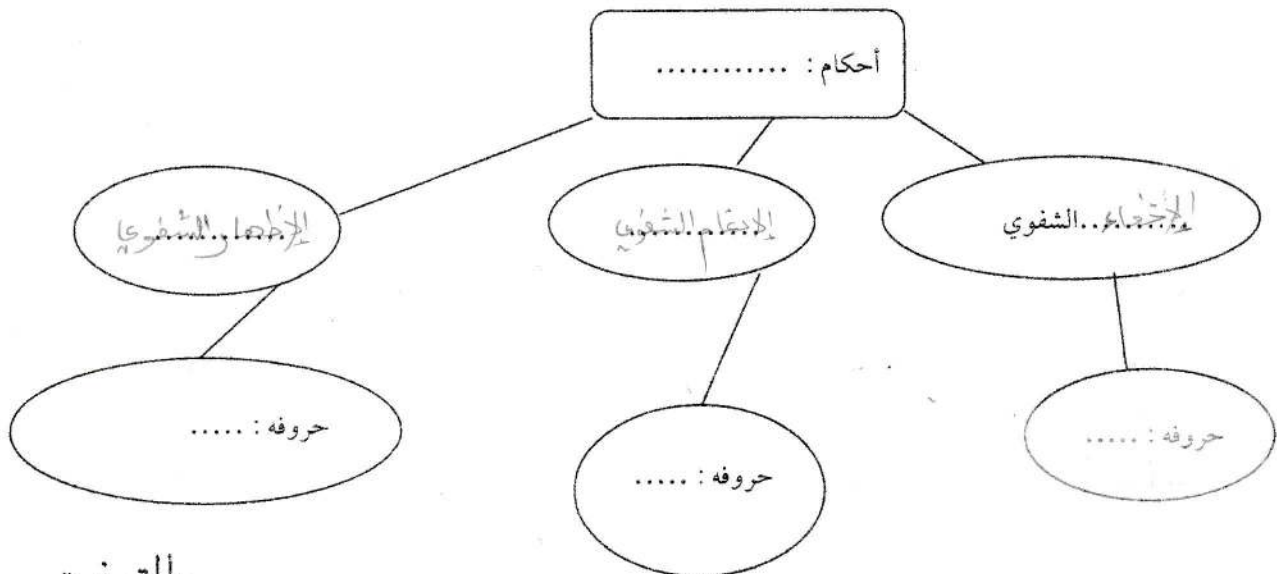 أحكام : ............
الإخفاء..الشفوي
الإدغام الشفوي
الإظهار الشفوي
حروفه : .....
حروفه : .....
حروفه : .....